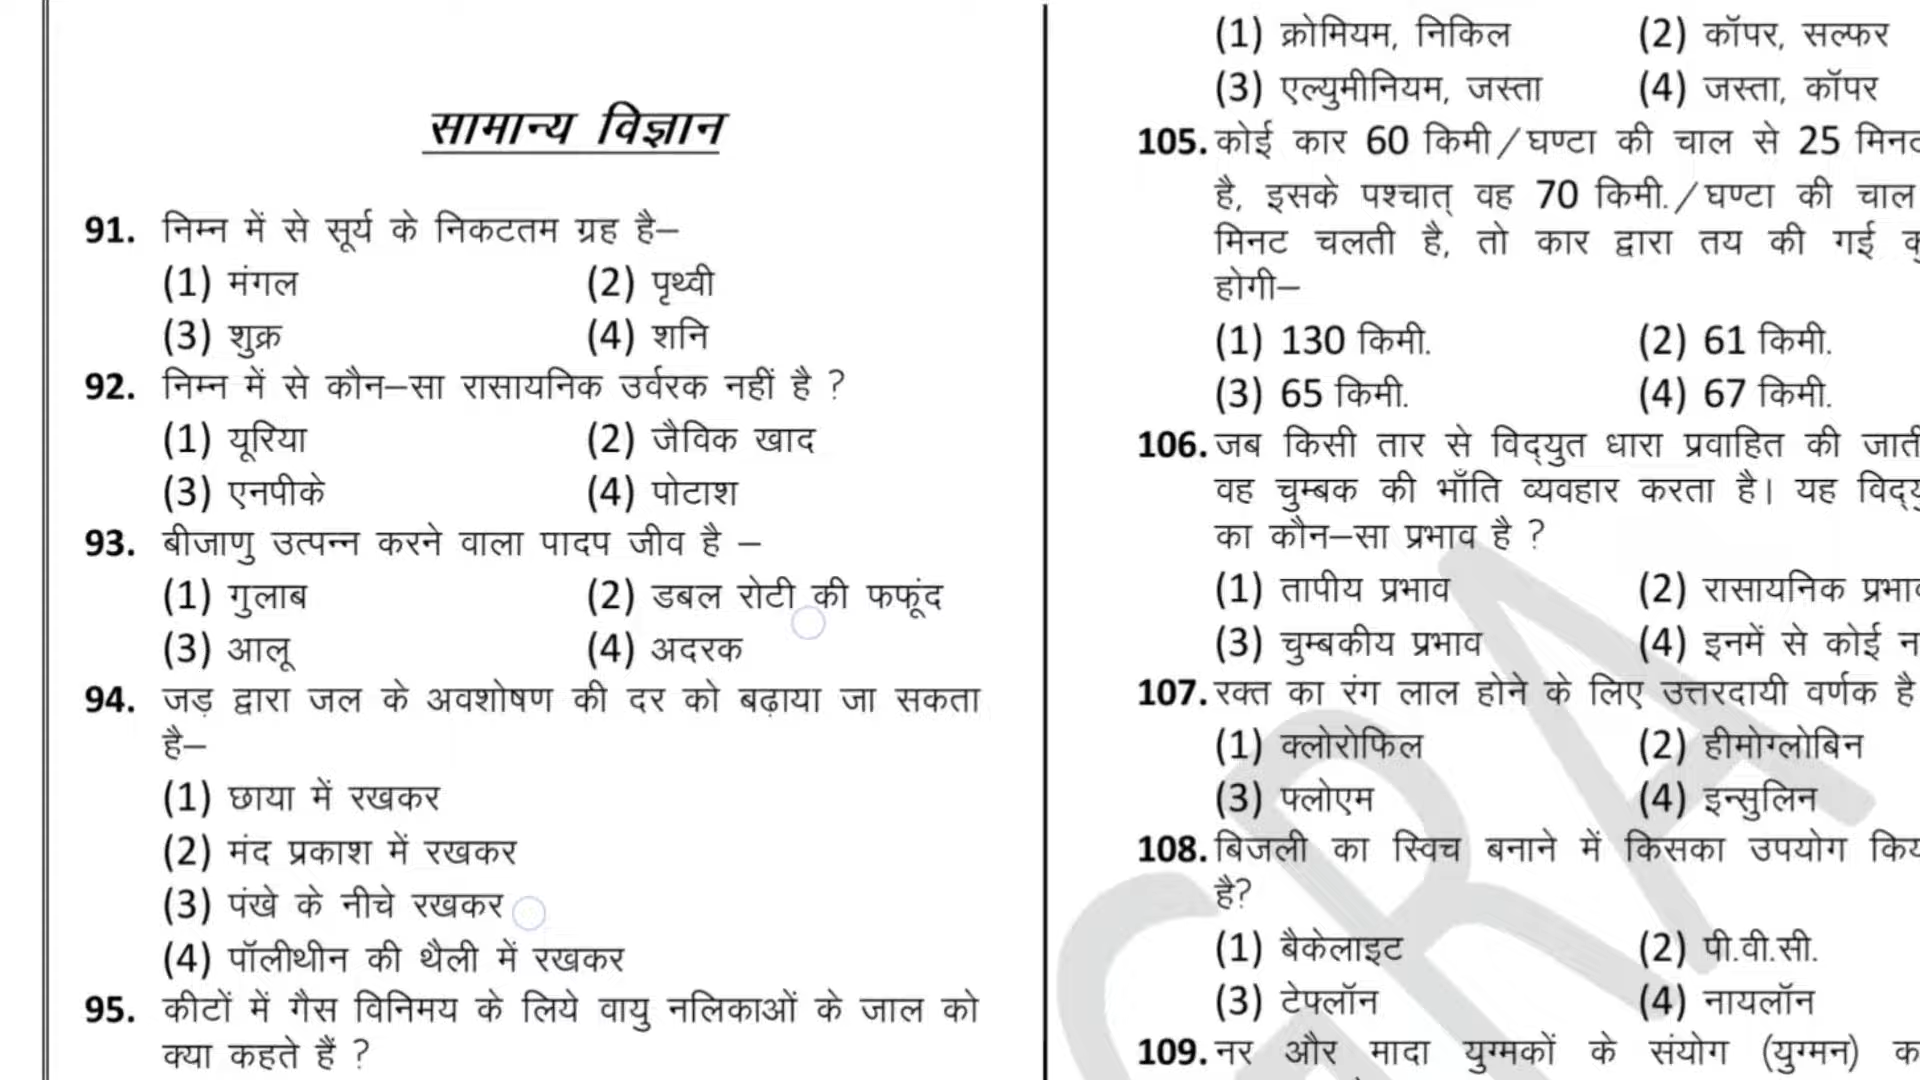 सामान्य विज्ञान
91. निम्न में से सूर्य के निकटतम ग्रह है–
(1) मंगल (2) पृथ्वी
(3) शुक्र (4) शनि
92. निम्न में से कौन–सा रासायनिक उर्वरक नहीं है ?
(1) यूरिया (2) जैविक खाद
(3) एनपीके (4) पोटाश
93. बीजाणु उत्पन्न करने वाला पादप जीव है –
(1) गुलाब (2) डबल रोटी की फफूंद
(3) आलू (4) अदरक
94. जड़ द्वारा जल के अवशोषण की दर को बढ़ाया जा सकता
है–
(1) छाया में रखकर
(2) मंद प्रकाश में रखकर
(3) पंखे के नीचे रखकर
(4) पॉलीथीन की थैली में रखकर
95. कीटों में गैस विनिमय के लिये वायु नलिकाओं के जाल को
क्या कहते हैं ?
(1) क्रोमियम, निकिल (2) कॉपर, सल्फर
(3) एल्युमीनियम, जस्ता (4) जस्ता, कॉपर
105. कोई कार 60 किमी/घण्टा की चाल से 25
है, इसके पश्चात् वह 70 किमी./घण्टा की चाल
मिनट चलती है, तो कार द्वारा तय की गई
होगी–
(1) 130 किमी. (2) 61 किमी.
(3) 65 किमी. (4) 67 किमी.
106. जब किसी तार से विद्युत धारा प्रवाहित की
वह चुम्बक की भाँति व्यवहार करता है। यह
का कौन–सा प्रभाव है ?
(1) तापीय प्रभाव (2) रासायनिक
(3) चुम्बकीय प्रभाव (4) इनमें से कोई
107. रक्त का रंग लाल होने के लिए उत्तरदायी वर्णक है
(1) क्लोरोफिल (2) हीमोग्लोबिन
(3) फ्लोएम (4) इन्सुलिन
108. बिजली का स्विच बनाने में किसका उपयोग
है?
(1) बैकेलाइट (2) पी.वी.सी.
(3) टेफ्लॉन (4) नायलॉन
109. नर और मादा युग्मकों के संयोग (युग्मन)